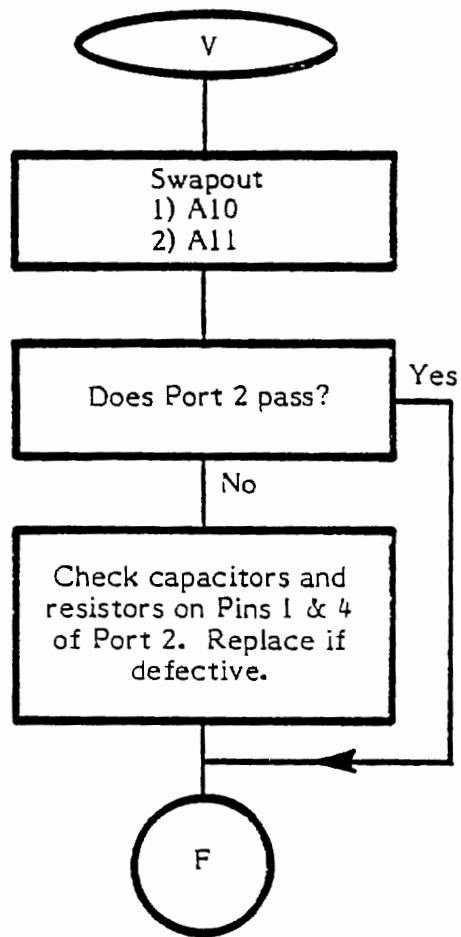 V
Swapout
1) A10
2) A11
Does Port 2 pass?
Yes
No
Check capacitors and
resistors on Pins 1 & 4
of Port 2. Replace if
defective.
F